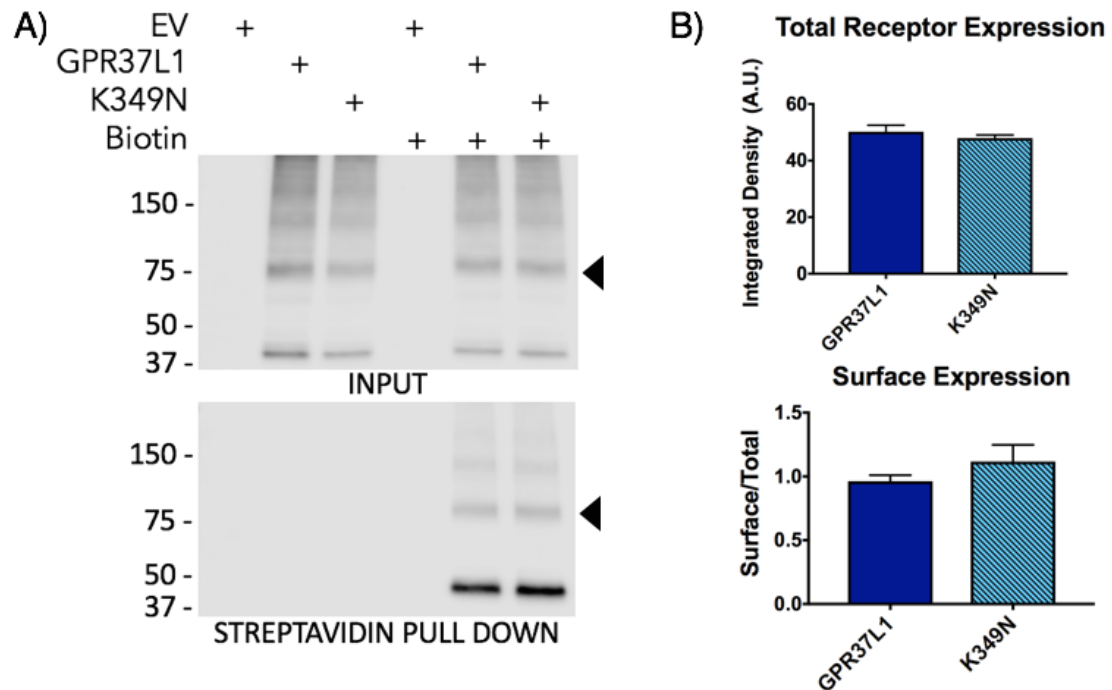 A)
EV + +
GPR37L1 + +
K349N + +
Biotin + + +
150 -
75 -
50 -
37 -
INPUT
150 -
75 -
50 -
37 -
STREPTAVIDIN PULL DOWN
B)
Total Receptor Expression
Integrated Density (A.U.)
60
40
20
0
GPR37L1
K349N
Surface Expression
Surface/Total
1.5
1.0
0.5
0.0
GPR37L1
K349N